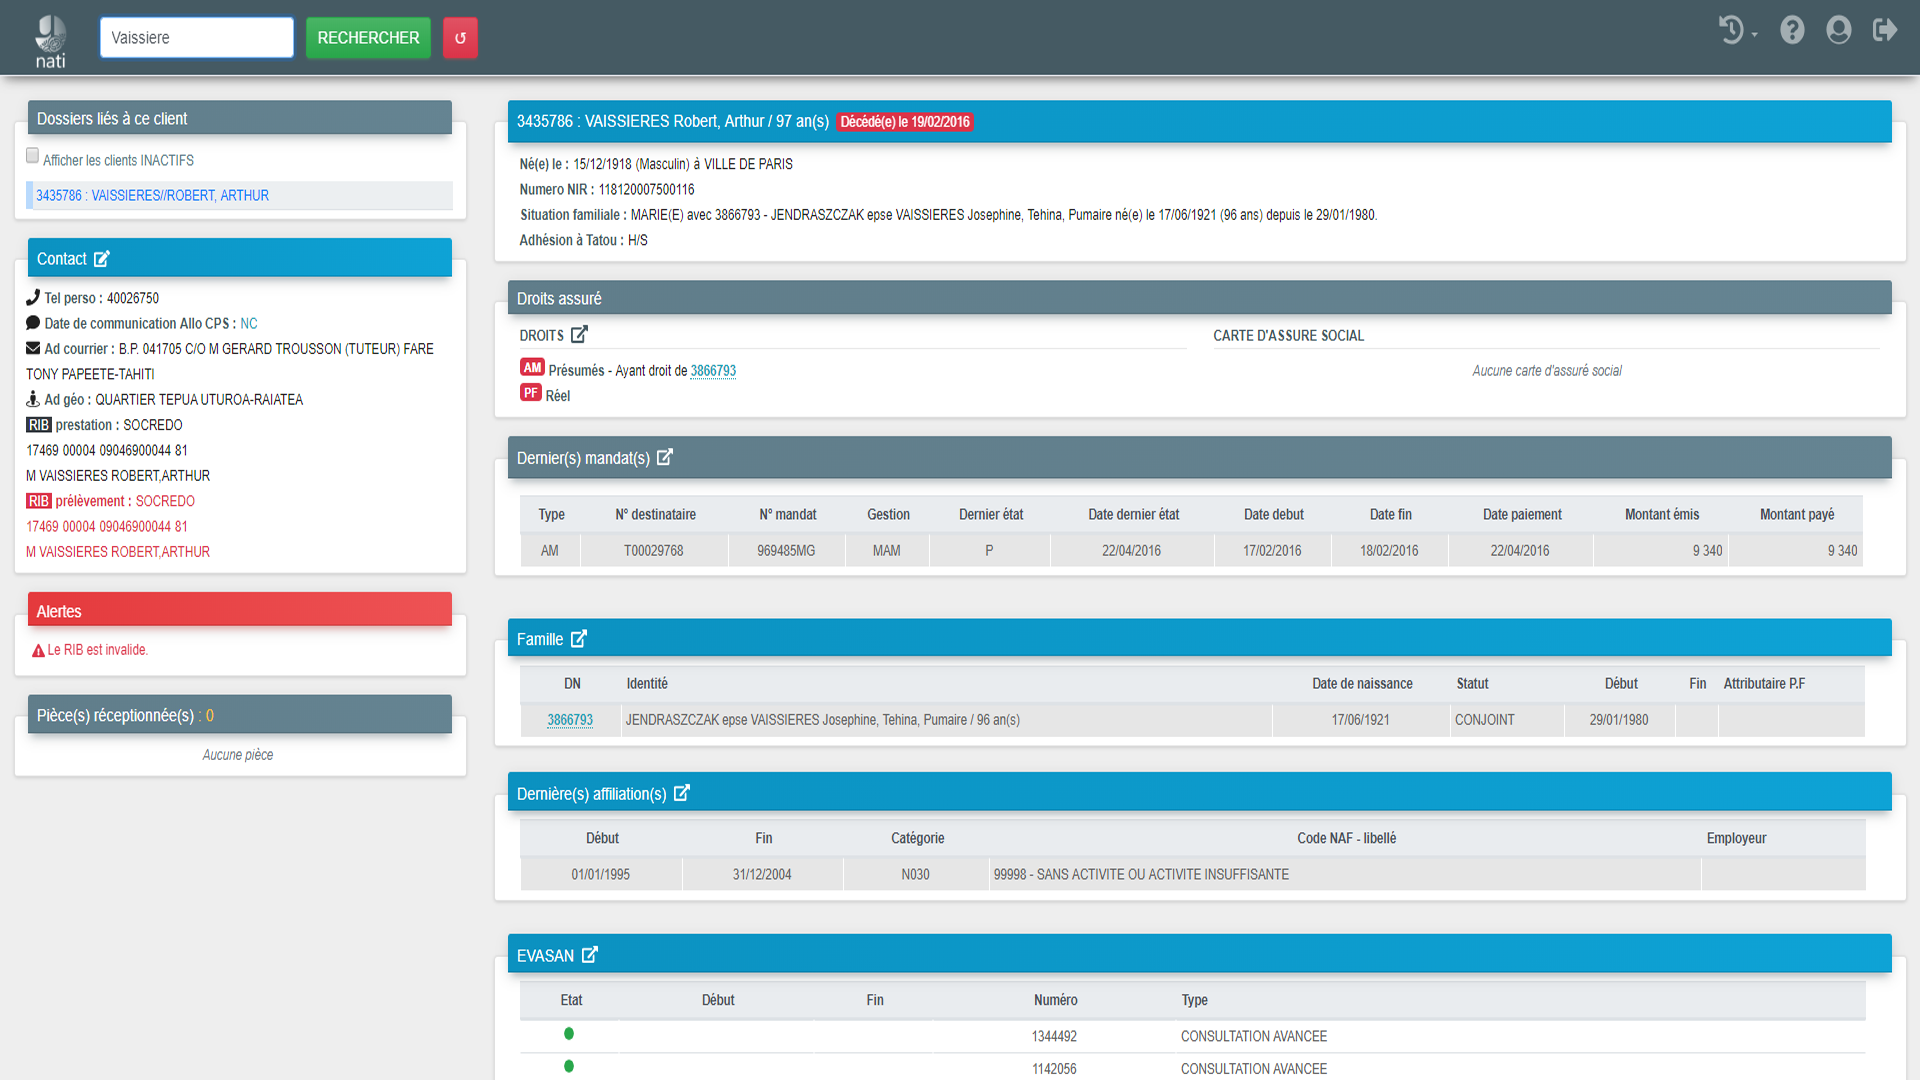 nati
Vaissiere
RECHERCHER
↺
Dossiers liés à ce client
Afficher les clients INACTIFS
3435786 : VAISSIERES//ROBERT, ARTHUR
Contact
Tel perso : 40026750
Date de communication Allo CPS : NC
Ad courrier : B.P. 041705 C/O M GERARD TROUSSON (TUTEUR) FARE
TONY PAPEETE-TAHITI
Ad géo : QUARTIER TEPUA UTUROA-RAIATEA
RIB prestation : SOCREDO
17469 00004 09046900044 81
M VAISSIERES ROBERT,ARTHUR
RIB prélèvement : SOCREDO
17469 00004 09046900044 81
M VAISSIERES ROBERT,ARTHUR
Alertes
Le RIB est invalide.
Pièce(s) réceptionnée(s) : 0
Aucune pièce
3435786 : VAISSIERES Robert, Arthur / 97 an(s) Décédé(e) le 19/02/2016
Né(e) le : 15/12/1918 (Masculin) à VILLE DE PARIS
Numero NIR : 118120007500116
Situation familiale : MARIE(E) avec 3866793 - JENDRASZCZAK epse VAISSIERES Josephine, Tehina, Pumaire né(e) le 17/06/1921 (96 ans) depuis le 29/01/1980.
Adhésion à Tatou : H/S
Droits assuré
DROITS
AM Présumés - Ayant droit de 3866793
PF Réel
CARTE D'ASSURE SOCIAL
Aucune carte d'assuré social
Dernier(s) mandat(s)
Type N° destinataire N° mandat Gestion Dernier état Date dernier état Date debut Date fin Date paiement Montant émis Montant payé
AM T00029768 969485MG MAM P 22/04/2016 17/02/2016 18/02/2016 22/04/2016 9 340 9 340
Famille
DN Identité Date de naissance Statut Début Fin Attributaire P.F
3866793 JENDRASZCZAK epse VAISSIERES Josephine, Tehina, Pumaire / 96 an(s) 17/06/1921 CONJOINT 29/01/1980
Dernière(s) affiliation(s)
Début Fin Catégorie Code NAF - libellé Employeur
01/01/1995 31/12/2004 N030 99998 - SANS ACTIVITE OU ACTIVITE INSUFFISANTE
EVASAN
Etat Début Fin Numéro Type
1344492 CONSULTATION AVANCEE
1142056 CONSULTATION AVANCEE